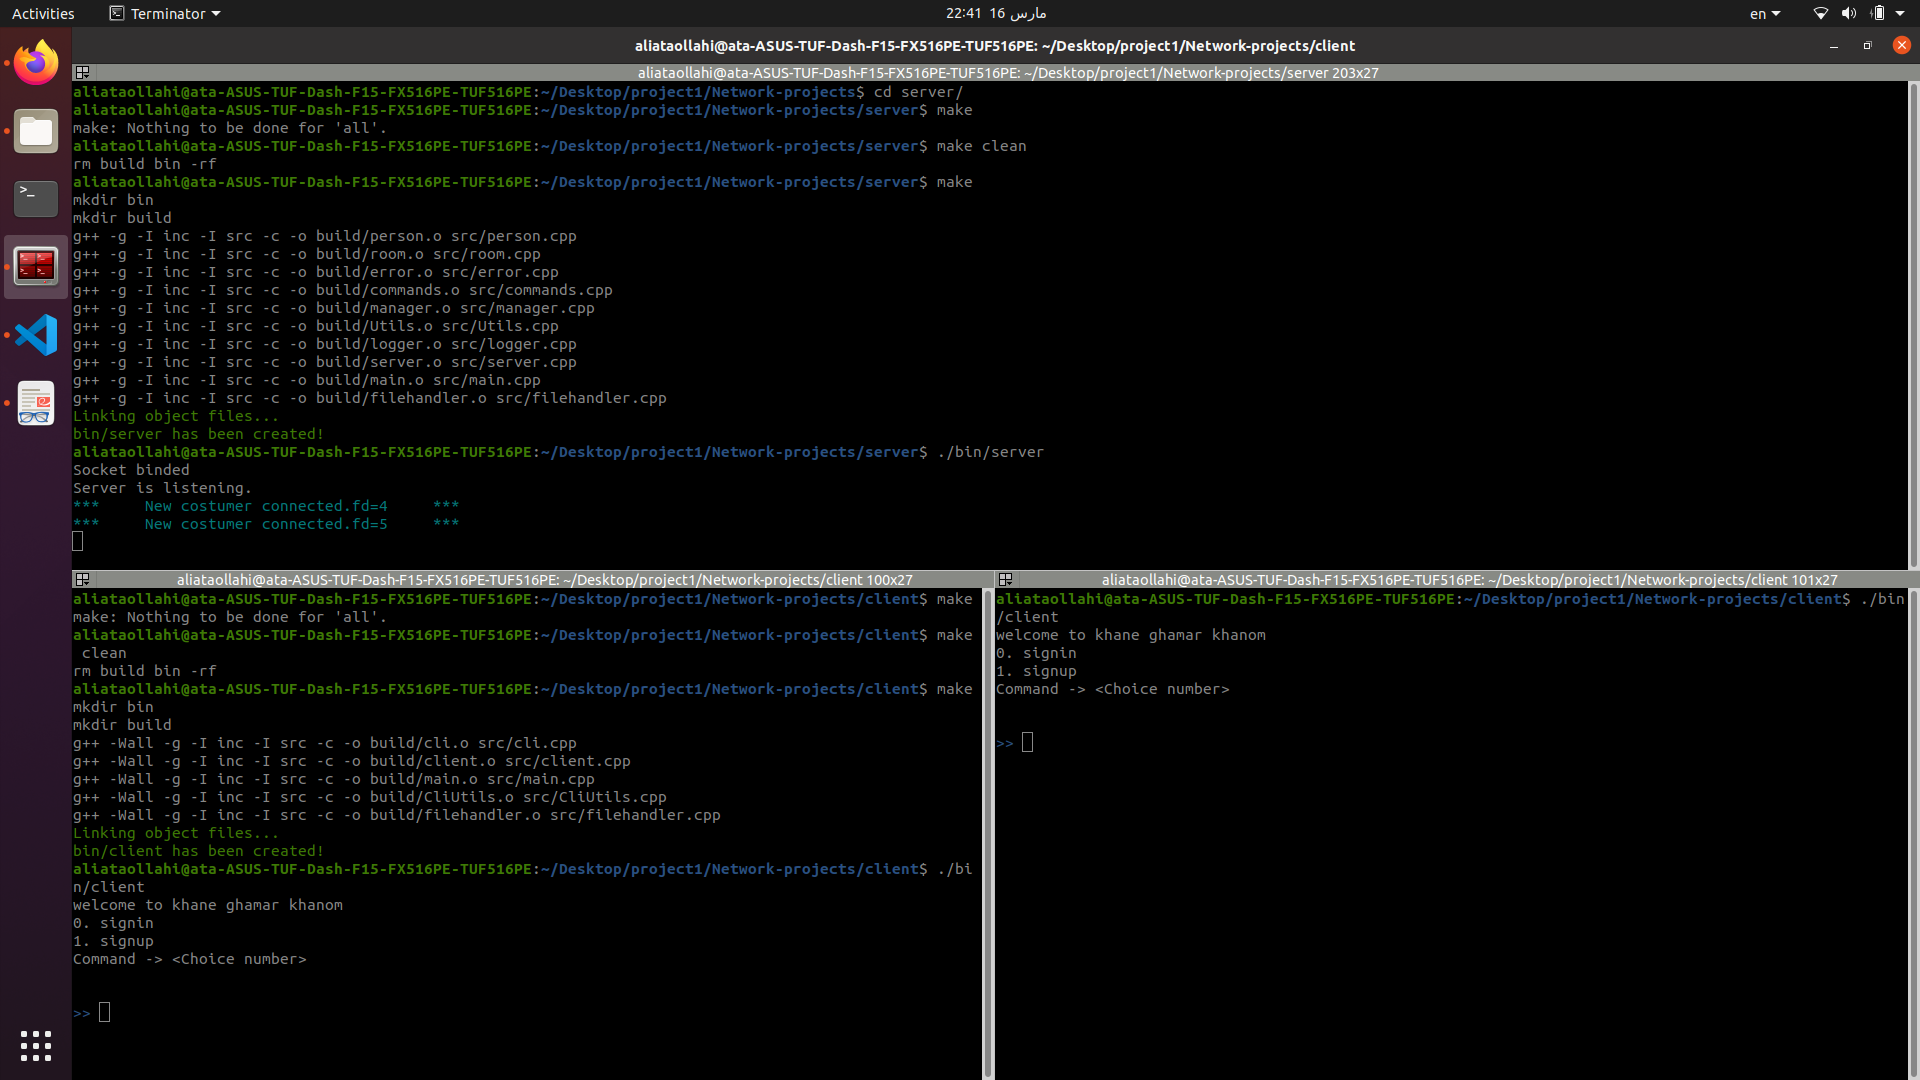 Activities
Terminator
22:41 16 مارس
en
aliataollahi@ata-ASUS-TUF-Dash-F15-FX516PE-TUF516PE: ~/Desktop/project1/Network-projects/client
aliataollahi@ata-ASUS-TUF-Dash-F15-FX516PE-TUF516PE: ~/Desktop/project1/Network-projects/server 203x27
aliataollahi@ata-ASUS-TUF-Dash-F15-FX516PE-TUF516PE:~/Desktop/project1/Network-projects$ cd server/
aliataollahi@ata-ASUS-TUF-Dash-F15-FX516PE-TUF516PE:~/Desktop/project1/Network-projects/server$ make
make: Nothing to be done for 'all'.
aliataollahi@ata-ASUS-TUF-Dash-F15-FX516PE-TUF516PE:~/Desktop/project1/Network-projects/server$ make clean
rm build bin -rf
aliataollahi@ata-ASUS-TUF-Dash-F15-FX516PE-TUF516PE:~/Desktop/project1/Network-projects/server$ make
mkdir bin
mkdir build
g++ -g -I inc -I src -c -o build/person.o src/person.cpp
g++ -g -I inc -I src -c -o build/room.o src/room.cpp
g++ -g -I inc -I src -c -o build/error.o src/error.cpp
g++ -g -I inc -I src -c -o build/commands.o src/commands.cpp
g++ -g -I inc -I src -c -o build/manager.o src/manager.cpp
g++ -g -I inc -I src -c -o build/Utils.o src/Utils.cpp
g++ -g -I inc -I src -c -o build/logger.o src/logger.cpp
g++ -g -I inc -I src -c -o build/server.o src/server.cpp
g++ -g -I inc -I src -c -o build/main.o src/main.cpp
g++ -g -I inc -I src -c -o build/filehandler.o src/filehandler.cpp
Linking object files...
bin/server has been created!
aliataollahi@ata-ASUS-TUF-Dash-F15-FX516PE-TUF516PE:~/Desktop/project1/Network-projects/server$ ./bin/server
Socket binded
Server is listening.
***     New costumer connected.fd=4     ***
***     New costumer connected.fd=5     ***
aliataollahi@ata-ASUS-TUF-Dash-F15-FX516PE-TUF516PE: ~/Desktop/project1/Network-projects/client 100x27
aliataollahi@ata-ASUS-TUF-Dash-F15-FX516PE-TUF516PE:~/Desktop/project1/Network-projects/client$ make
make: Nothing to be done for 'all'.
aliataollahi@ata-ASUS-TUF-Dash-F15-FX516PE-TUF516PE:~/Desktop/project1/Network-projects/client$ make
 clean
rm build bin -rf
aliataollahi@ata-ASUS-TUF-Dash-F15-FX516PE-TUF516PE:~/Desktop/project1/Network-projects/client$ make
mkdir bin
mkdir build
g++ -Wall -g -I inc -I src -c -o build/cli.o src/cli.cpp
g++ -Wall -g -I inc -I src -c -o build/client.o src/client.cpp
g++ -Wall -g -I inc -I src -c -o build/main.o src/main.cpp
g++ -Wall -g -I inc -I src -c -o build/CliUtils.o src/CliUtils.cpp
g++ -Wall -g -I inc -I src -c -o build/filehandler.o src/filehandler.cpp
Linking object files...
bin/client has been created!
aliataollahi@ata-ASUS-TUF-Dash-F15-FX516PE-TUF516PE:~/Desktop/project1/Network-projects/client$ ./bi
n/client
welcome to khane ghamar khanom
0. signin
1. signup
Command -> <Choice number>
>>
aliataollahi@ata-ASUS-TUF-Dash-F15-FX516PE-TUF516PE: ~/Desktop/project1/Network-projects/client 101x27
aliataollahi@ata-ASUS-TUF-Dash-F15-FX516PE-TUF516PE:~/Desktop/project1/Network-projects/client$ ./bin
/client
welcome to khane ghamar khanom
0. signin
1. signup
Command -> <Choice number>
>>